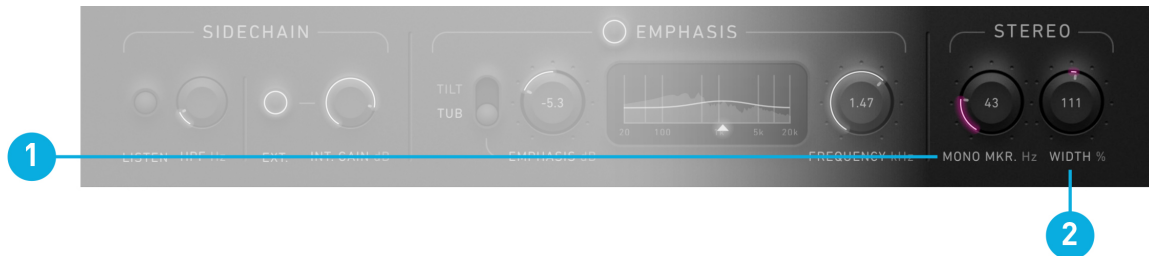 SIDECHAIN
EMPHASIS
STEREO
TILT
TUB
-5.3
20 100 5k 20k
1.47
43
111
1
LISTEN HPF Hz EXT. INT. GAIN dB EMPHASIS dB FREQUENCY kHz MONO MKR. Hz WIDTH %
2